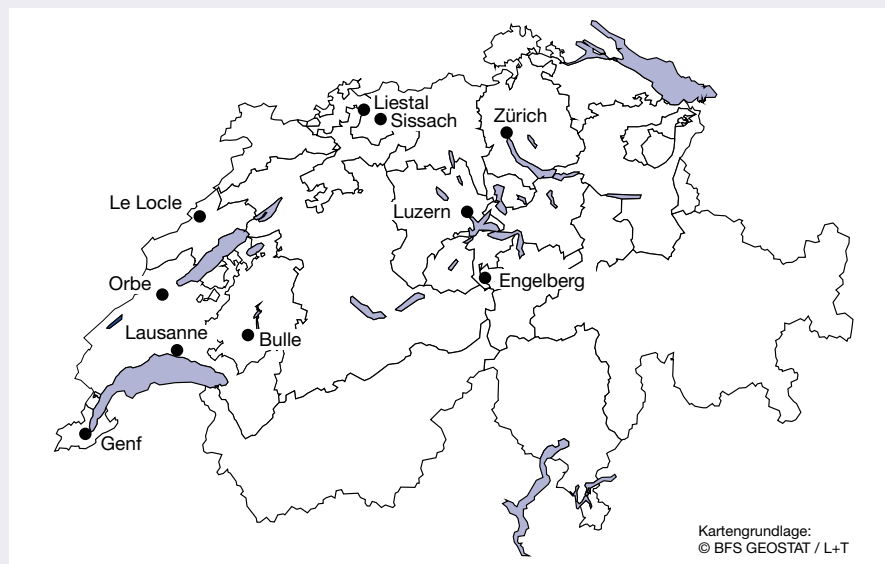 Liestal
Sissach
Zürich
Le Locle
Luzern
Orbe
Engelberg
Lausanne
Bulle
Genf
Kartengrundlage:
© BFS GEOSTAT / L+T